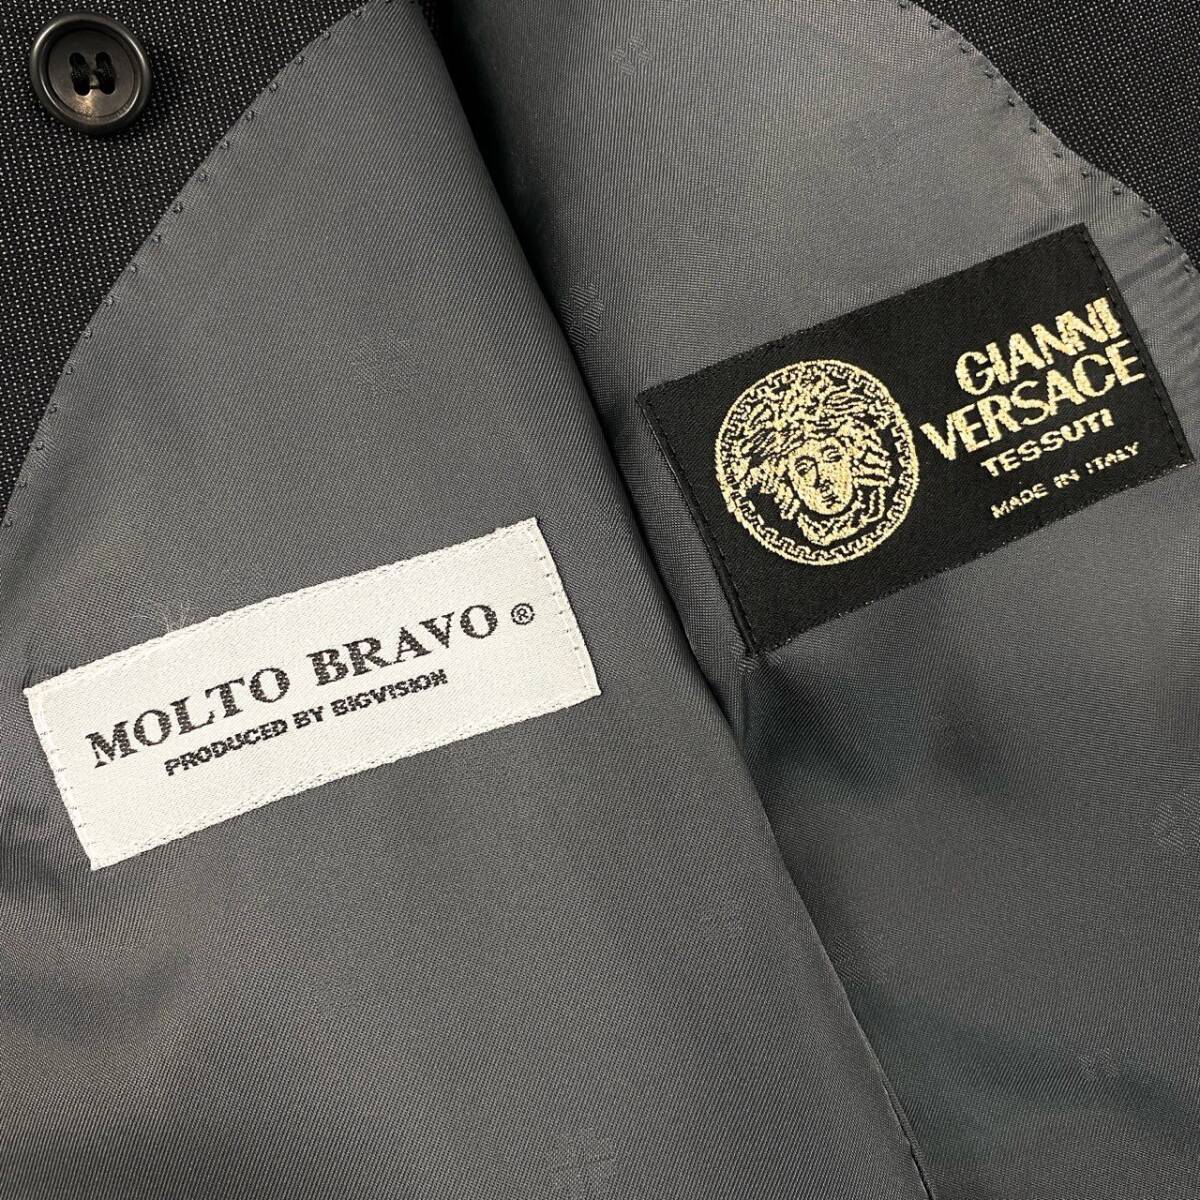 MOLTO BRAVO ®
PRODUCED BY BIGVISION
GIANNI
VERSACE
TESSUTI
MADE IN ITALY